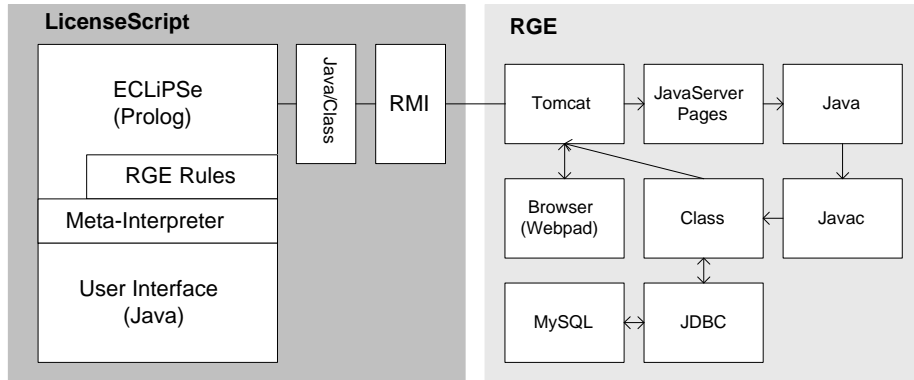 LicenseScript
ECLiPSe
(Prolog)
RGE Rules
Meta-Interpreter
User Interface
(Java)
Java/Class
RMI
RGE
Tomcat
JavaServer
Pages
Java
Browser
(Webpad)
Class
Javac
MySQL
JDBC